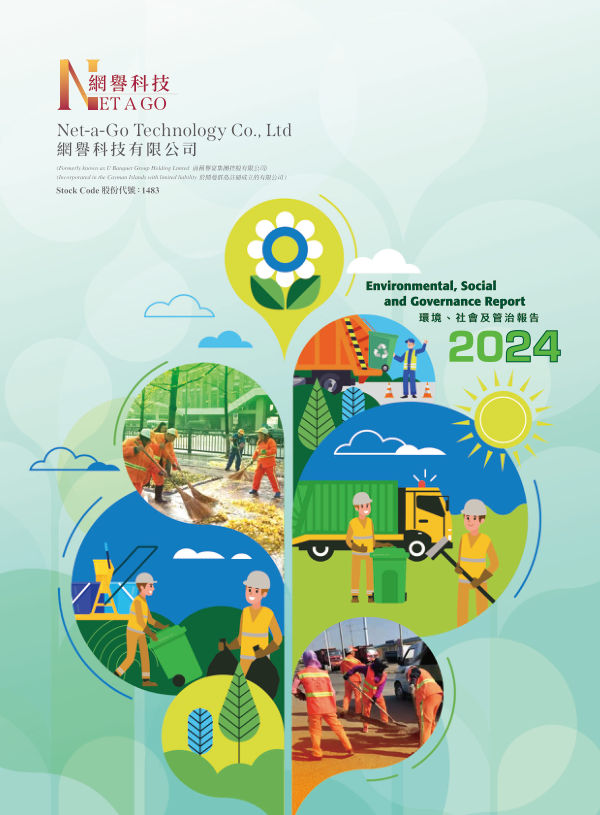 網譽科技
NET A GO
Net-a-Go Technology Co., Ltd
網譽科技有限公司
(Formerly known as U Banquet Group Holding Limited 前稱譽宴集團控股有限公司)
(Incorporated in the Cayman Islands with limited liability 於開曼群島註冊成立的有限公司)
Stock Code 股份代號：1483
Environmental, Social
and Governance Report
環境、社會及管治報告
2024